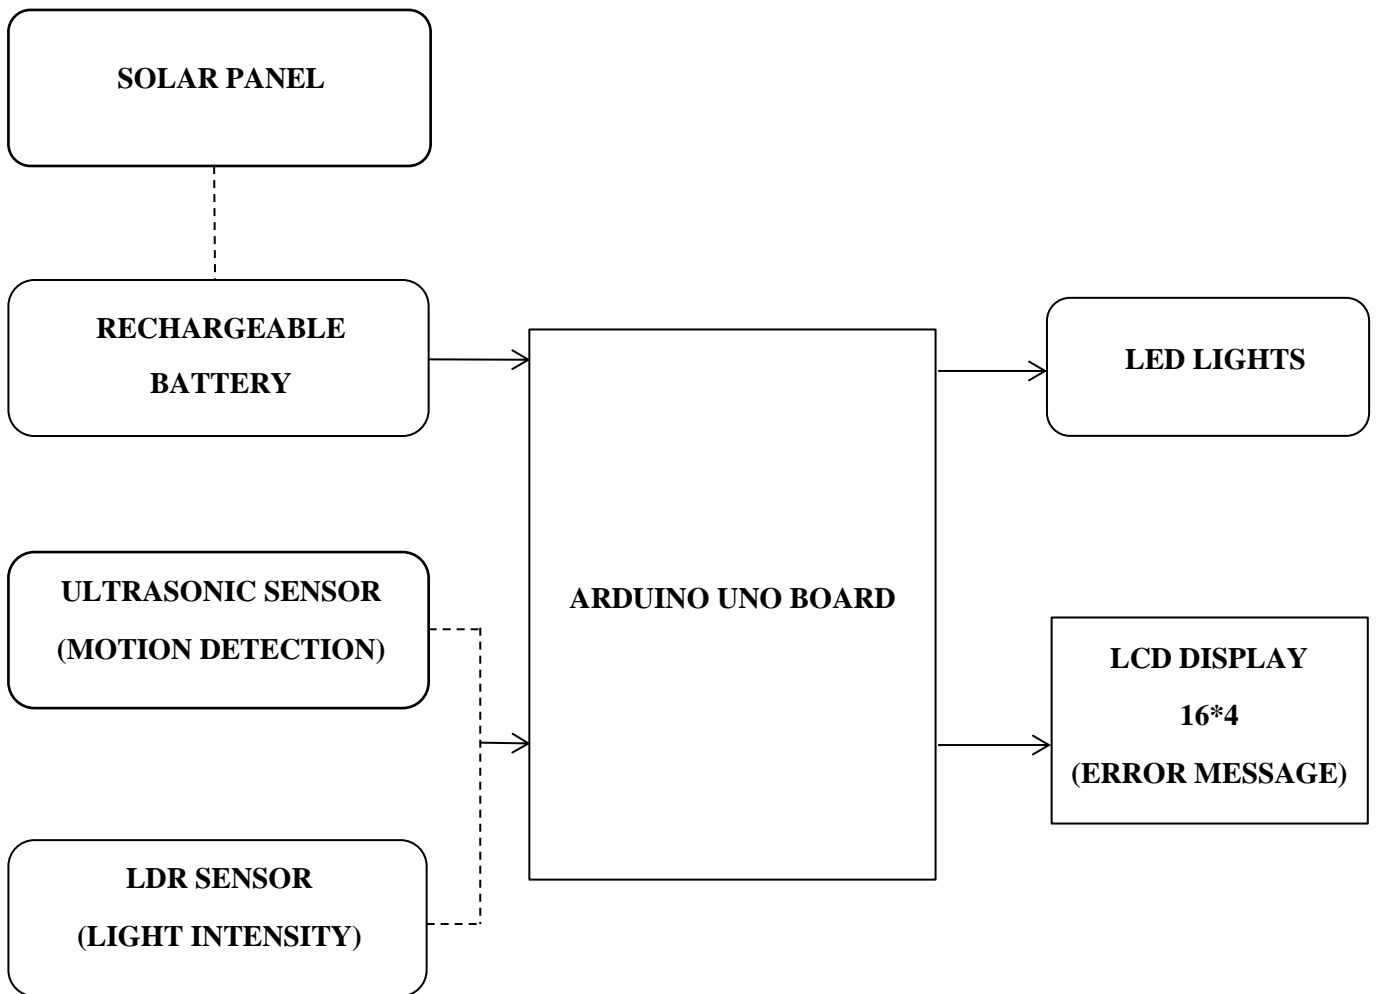 SOLAR PANEL
RECHARGEABLE
BATTERY
LED LIGHTS
ULTRASONIC SENSOR
(MOTION DETECTION)
ARDUINO UNO BOARD
LCD DISPLAY
16*4
(ERROR MESSAGE)
LDR SENSOR
(LIGHT INTENSITY)